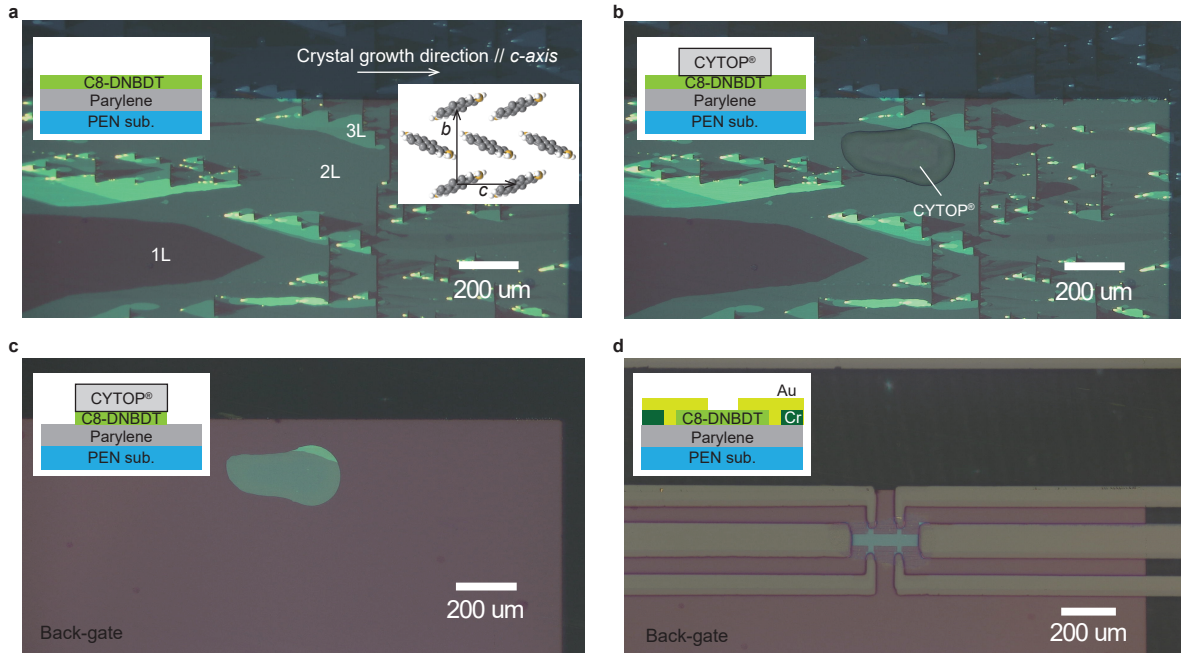 a
C8-DNBDT
Parylene
PEN sub.
Crystal growth direction // c-axis
b
c
3L
2L
1L
200 um
b
CYTOP®
C8-DNBDT
Parylene
PEN sub.
CYTOP®
200 um
c
CYTOP®
C8-DNBDT
Parylene
PEN sub.
200 um
Back-gate
d
Au
C8-DNBDT Cr
Parylene
PEN sub.
200 um
Back-gate